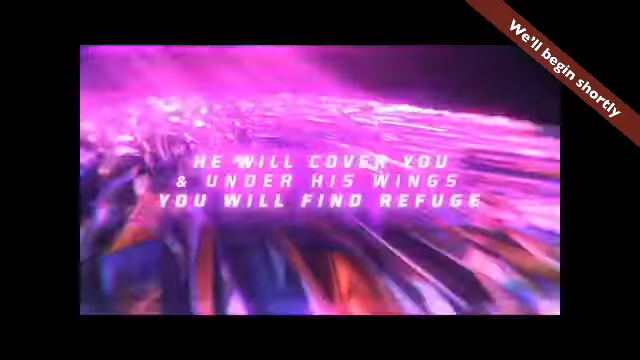 We'll begin shortly
HE WILL COVER YOU
& UNDER HIS WINGS
YOU WILL FIND REFUGE